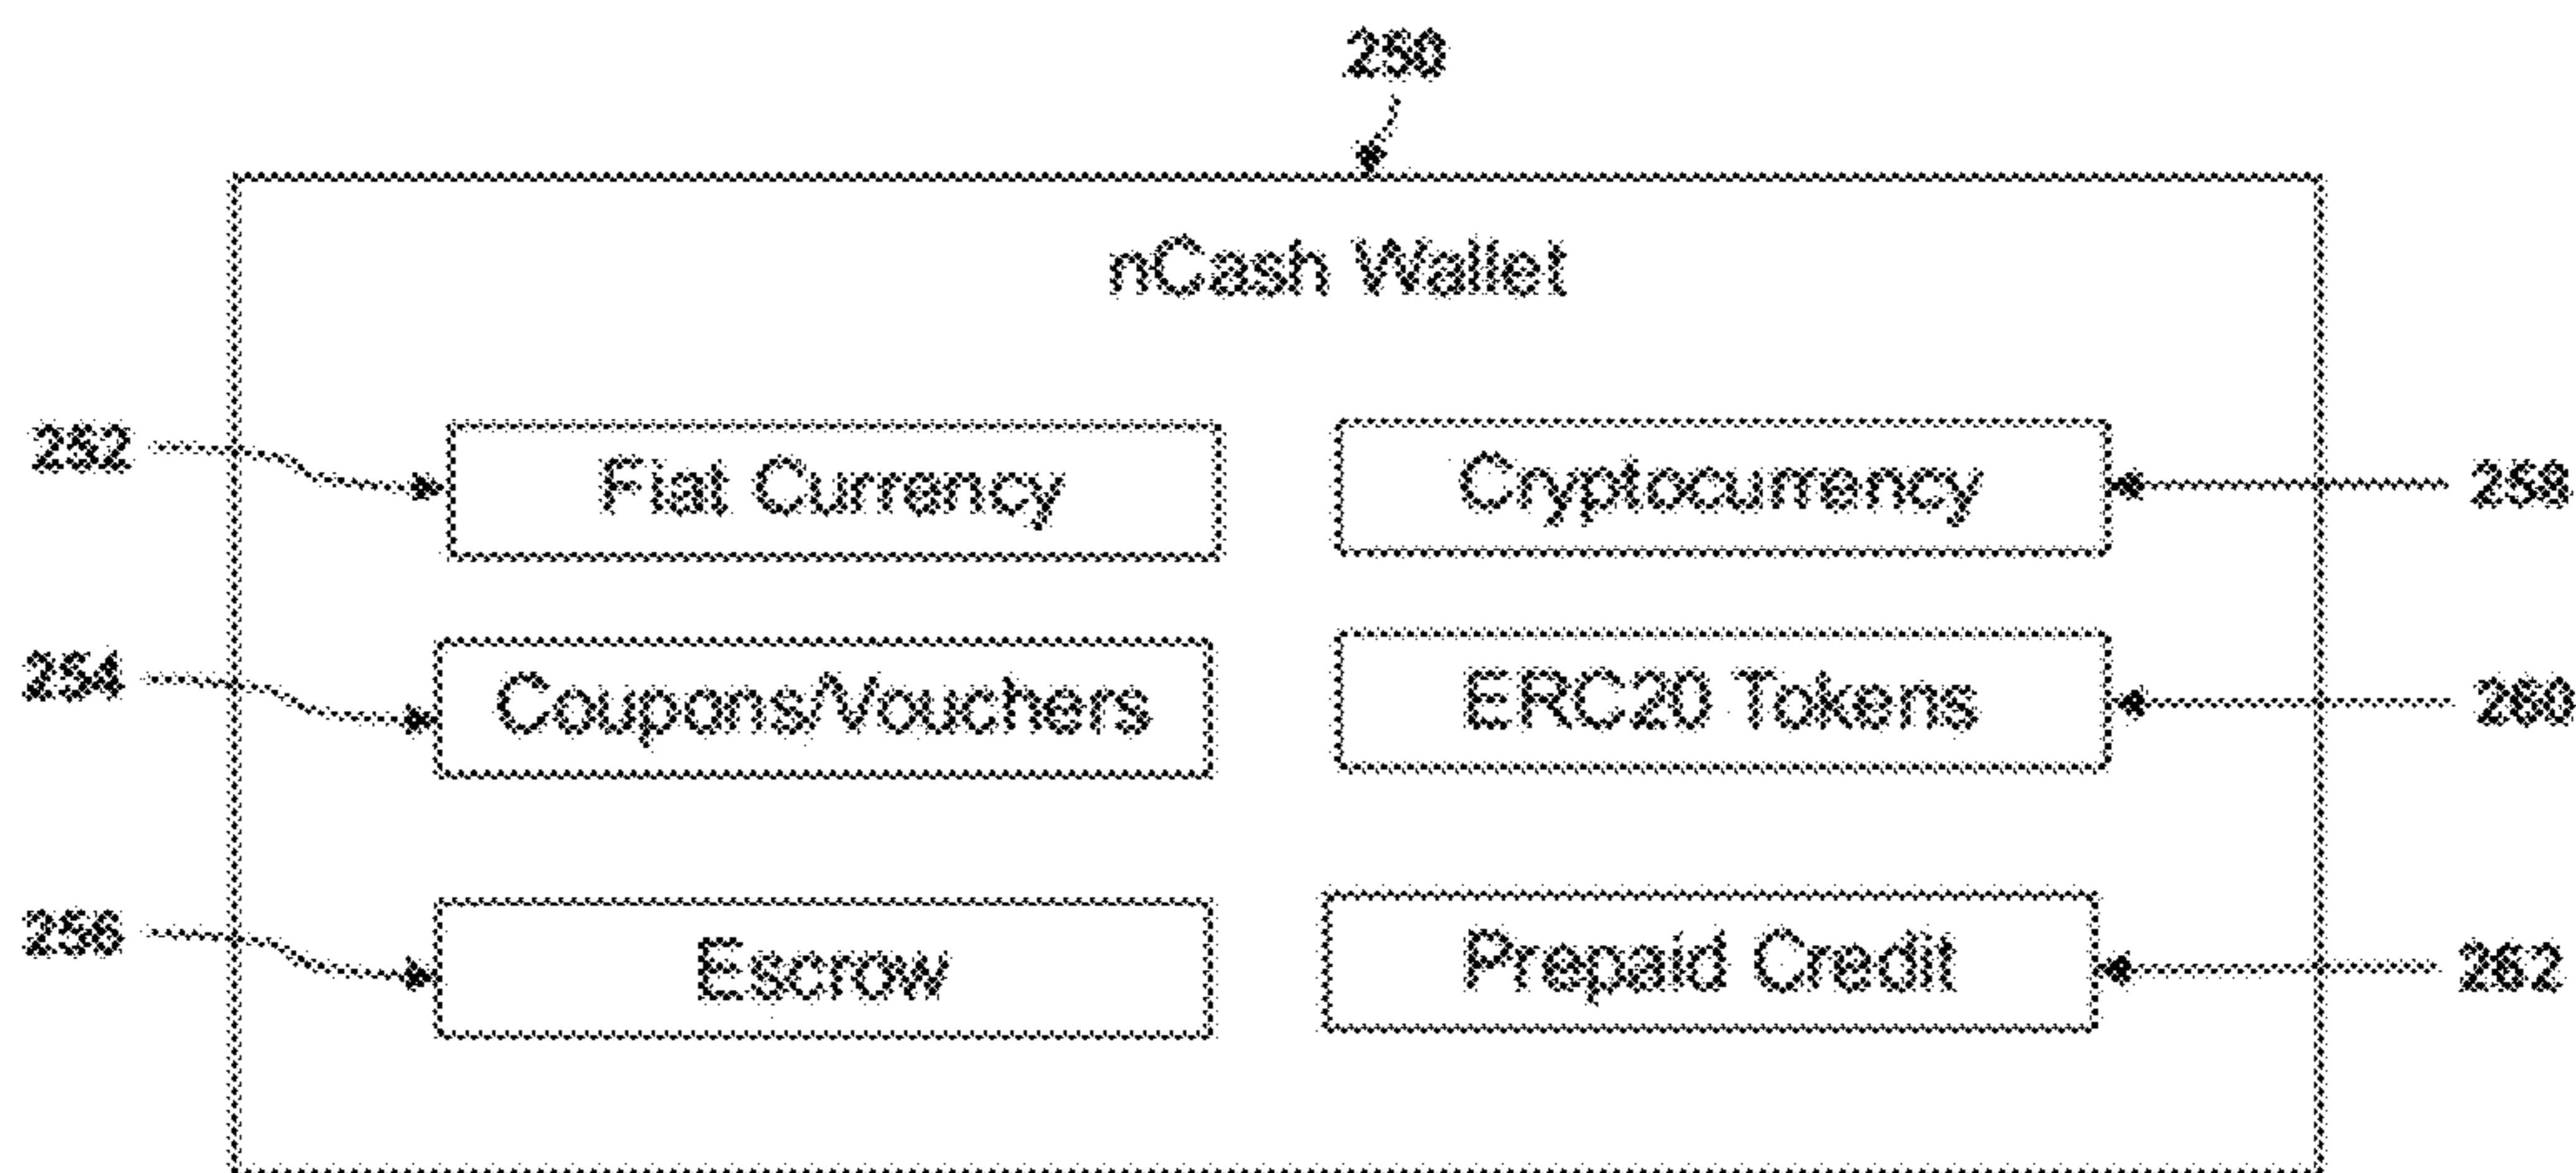 250
nCash Wallet
252 Fiat Currency Cryptocurrency 258
254 Coupons/Vouchers ERC20 Tokens 260
256 Escrow Prepaid Credit 262